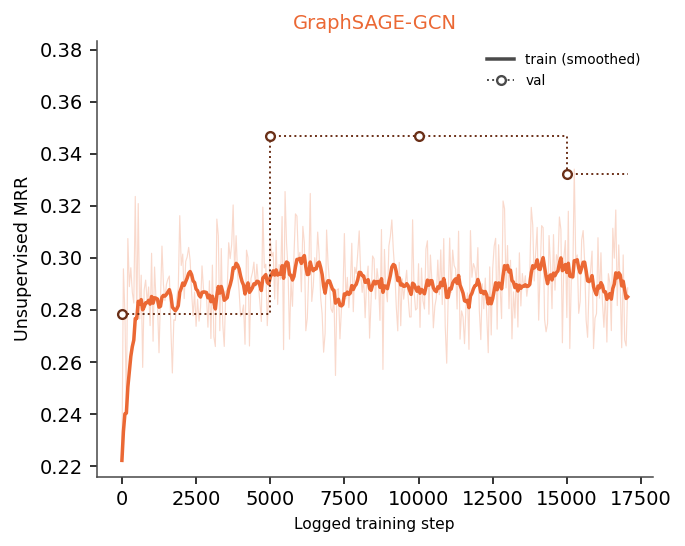 GraphSAGE-GCN
train (smoothed)
val
Unsupervised MRR
0.38
0.36
0.34
0.32
0.30
0.28
0.26
0.24
0.22
0 2500 5000 7500 10000 12500 15000 17500
Logged training step